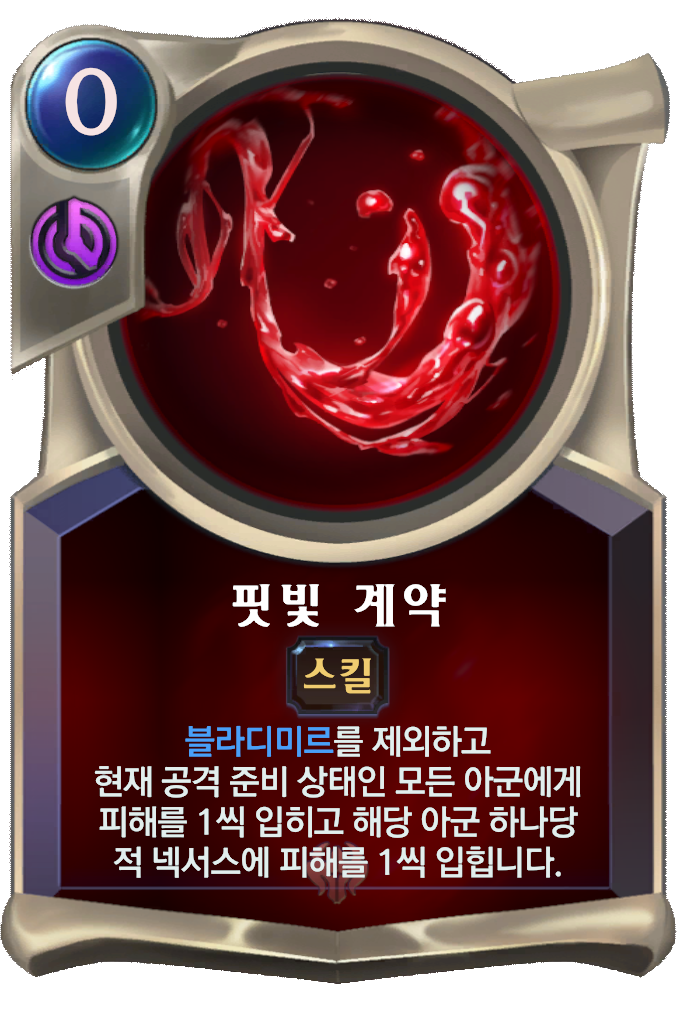 0
핏빛 계약
스킬
블라디미르를 제외하고
현재 공격 준비 상태인 모든 아군에게
피해를 1씩 입히고 해당 아군 하나당
적 넥서스에 피해를 1씩 입힙니다.